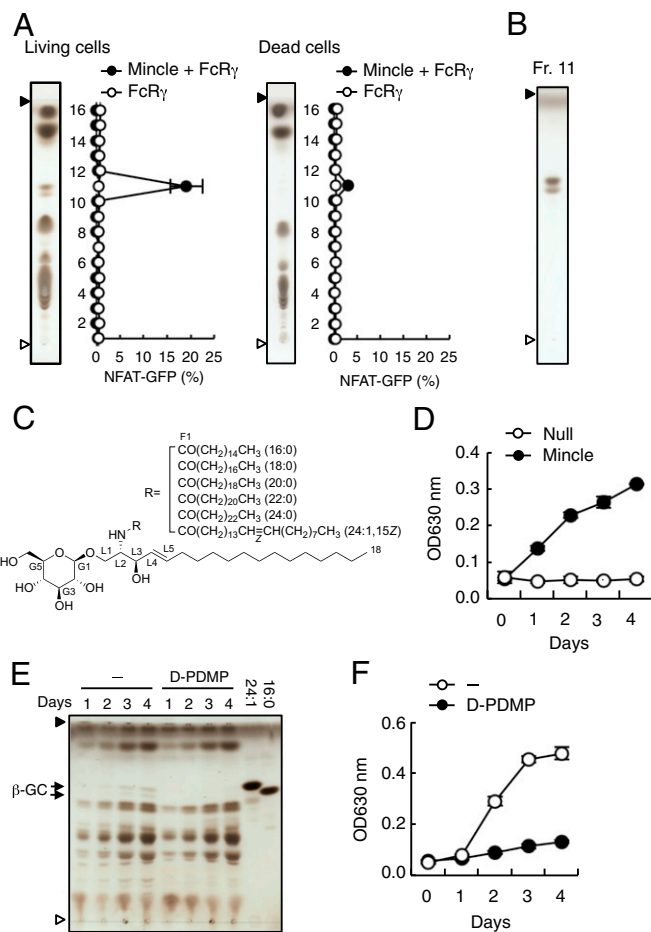 A
Living cells
Mincle + FcRγ
FcRγ
16
14
12
10
8
6
4
2
0 5 10 15 20 25
NFAT-GFP (%)
Dead cells
Mincle + FcRγ
FcRγ
16
14
12
10
8
6
4
2
0 5 10 15 20 25
NFAT-GFP (%)
B
Fr. 11
C
F1
CO(CH2)14CH3 (16:0)
CO(CH2)16CH3 (18:0)
R= CO(CH2)18CH3 (20:0)
CO(CH2)20CH3 (22:0)
CO(CH2)22CH3 (24:0)
CO(CH2)13CH=CH(CH2)7CH3 (24:1,15Z)
Z
R
HN
HO
G5
O
G1
O
L1
L2
L3
L4
L5
18
OH
HO
G3
OH
OH
D
Null
Mincle
OD630 nm
0.4
0.3
0.2
0.1
0.0
0 1 2 3 4
Days
E
– D-PDMP
24:1
16:0
Days 1 2 3 4 1 2 3 4
β-GC
F
–
D-PDMP
OD630 nm
0.6
0.4
0.2
0.0
0 1 2 3 4
Days